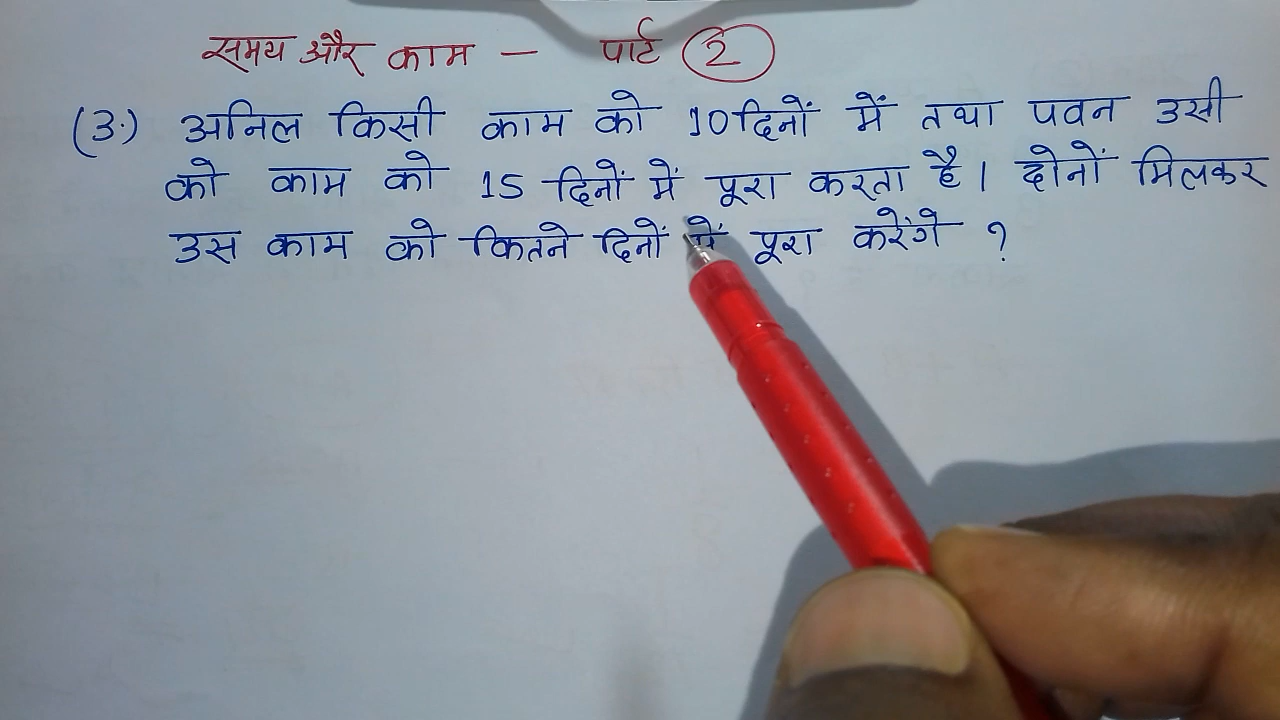 समय और काम — पार्ट 2
(3.) अनिल किसी काम को 10 दिनों में तथा पवन उसी
को काम को 15 दिनों में पूरा करता है। दोनों मिलकर
उस काम को कितने दिनों में पूरा करेंगे ?